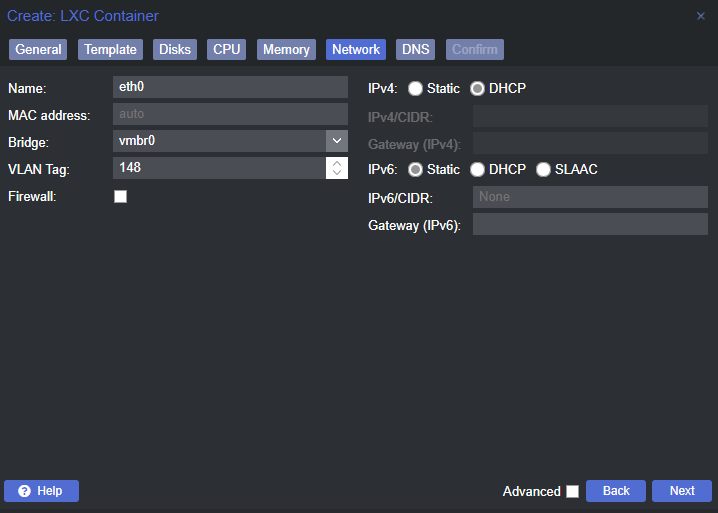 Create: LXC Container
General Template Disks CPU Memory Network DNS Confirm
Name: eth0
MAC address: auto
Bridge: vmbr0
VLAN Tag: 148
Firewall:
IPv4: Static DHCP
IPv4/CIDR:
Gateway (IPv4):
IPv6: Static DHCP SLAAC
IPv6/CIDR: None
Gateway (IPv6):
Help
Advanced Back Next